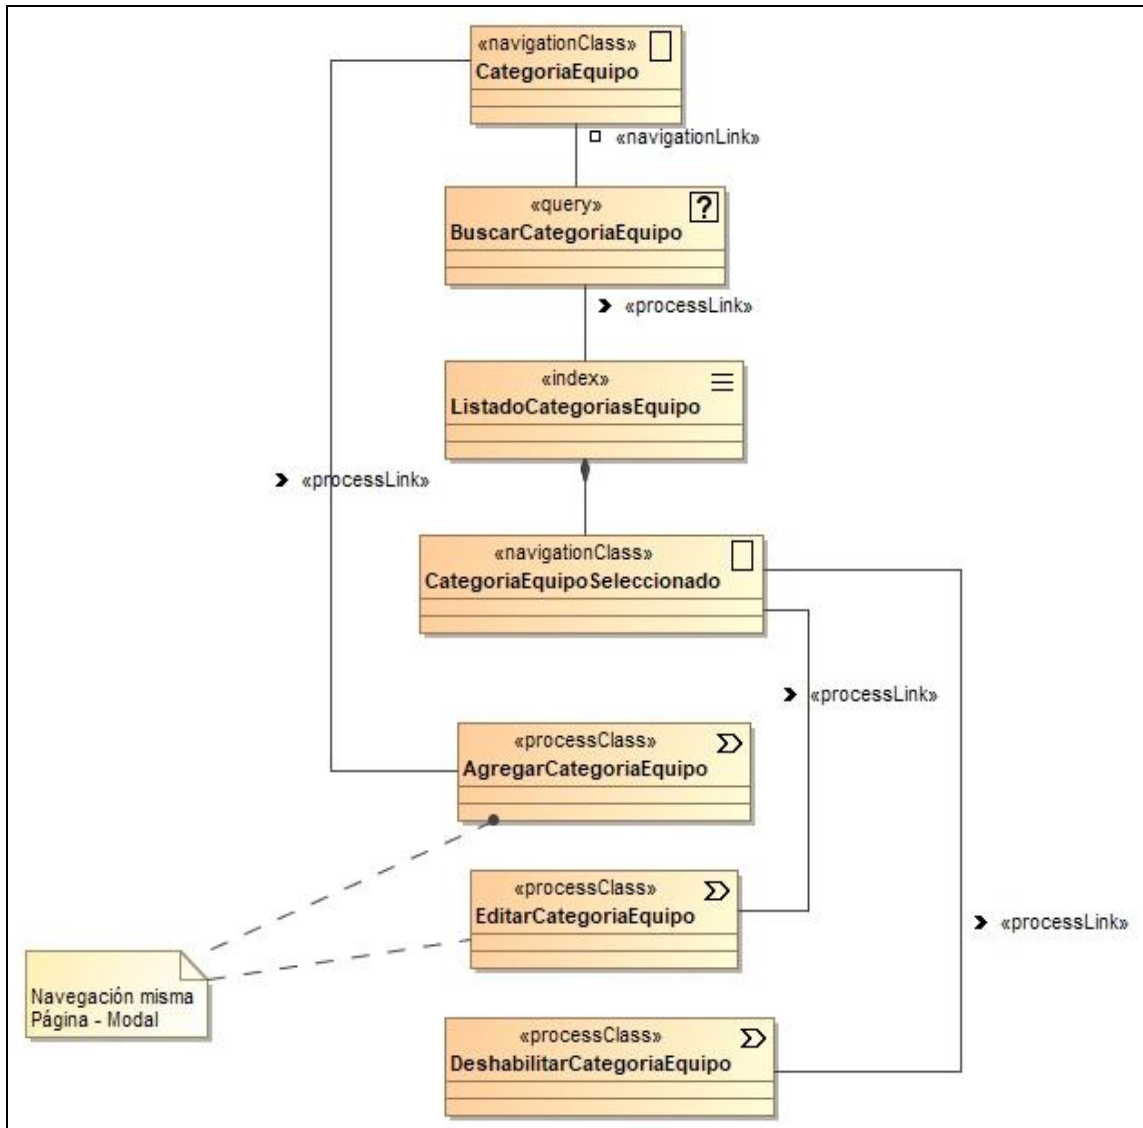 «navigationClass»
CategoriaEquipo
«navigationLink»
«query»
?
BuscarCategoriaEquipo
«processLink»
«index»
ListadoCategoriasEquipo
«processLink»
«navigationClass»
CategoriaEquipoSeleccionado
«processLink»
«processClass»
AgregarCategoriaEquipo
«processClass»
EditarCategoriaEquipo
«processLink»
Navegación misma
Página - Modal
«processClass»
DeshabilitarCategoriaEquipo